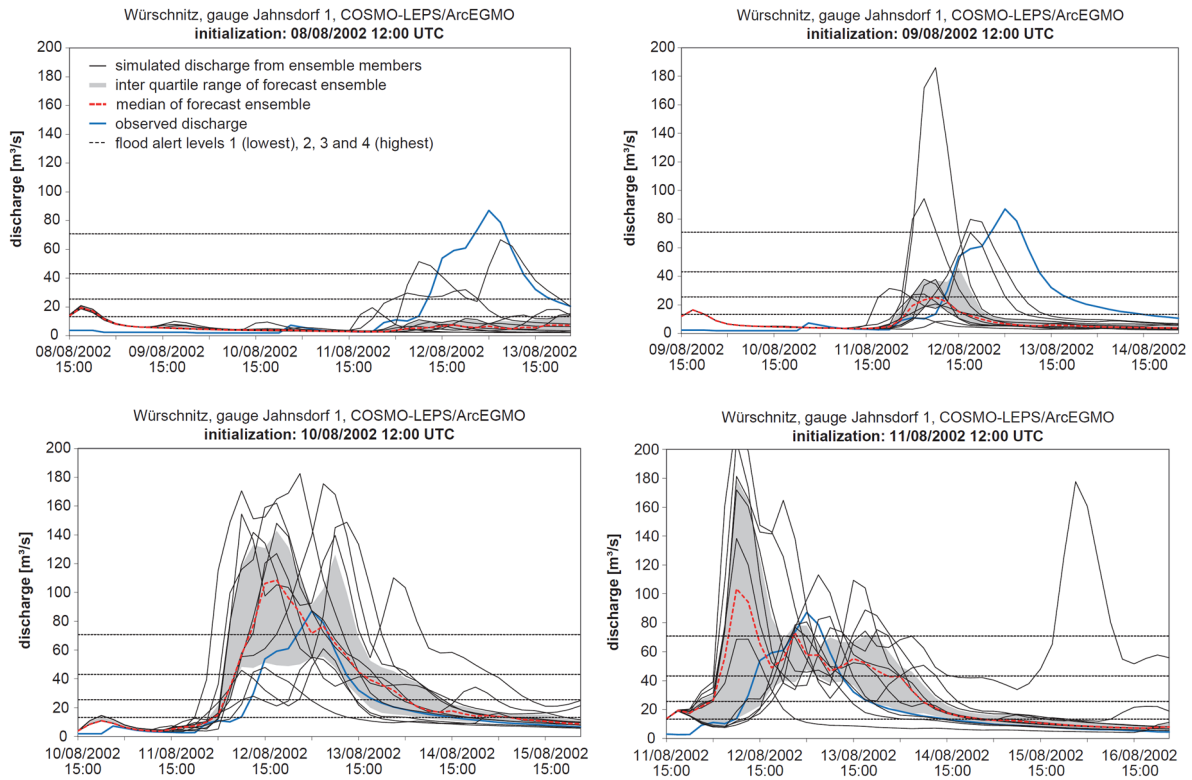 Würschnitz, gauge Jahnsdorf 1, COSMO-LEPS/ArcEGMO
initialization: 08/08/2002 12:00 UTC
200
180
160
140
120
100
80
60
40
20
0
discharge [m³/s]
simulated discharge from ensemble members
inter quartile range of forecast ensemble
median of forecast ensemble
observed discharge
flood alert levels 1 (lowest), 2, 3 and 4 (highest)
08/08/2002 09/08/2002 10/08/2002 11/08/2002 12/08/2002 13/08/2002
15:00 15:00 15:00 15:00 15:00 15:00
Würschnitz, gauge Jahnsdorf 1, COSMO-LEPS/ArcEGMO
initialization: 09/08/2002 12:00 UTC
200
180
160
140
120
100
80
60
40
20
0
discharge [m³/s]
09/08/2002 10/08/2002 11/08/2002 12/08/2002 13/08/2002 14/08/2002
15:00 15:00 15:00 15:00 15:00 15:00
Würschnitz, gauge Jahnsdorf 1, COSMO-LEPS/ArcEGMO
initialization: 10/08/2002 12:00 UTC
200
180
160
140
120
100
80
60
40
20
0
discharge [m³/s]
10/08/2002 11/08/2002 12/08/2002 13/08/2002 14/08/2002 15/08/2002
15:00 15:00 15:00 15:00 15:00 15:00
Würschnitz, gauge Jahnsdorf 1, COSMO-LEPS/ArcEGMO
initialization: 11/08/2002 12:00 UTC
200
180
160
140
120
100
80
60
40
20
0
discharge [m³/s]
11/08/2002 12/08/2002 13/08/2002 14/08/2002 15/08/2002 16/08/2002
15:00 15:00 15:00 15:00 15:00 15:00